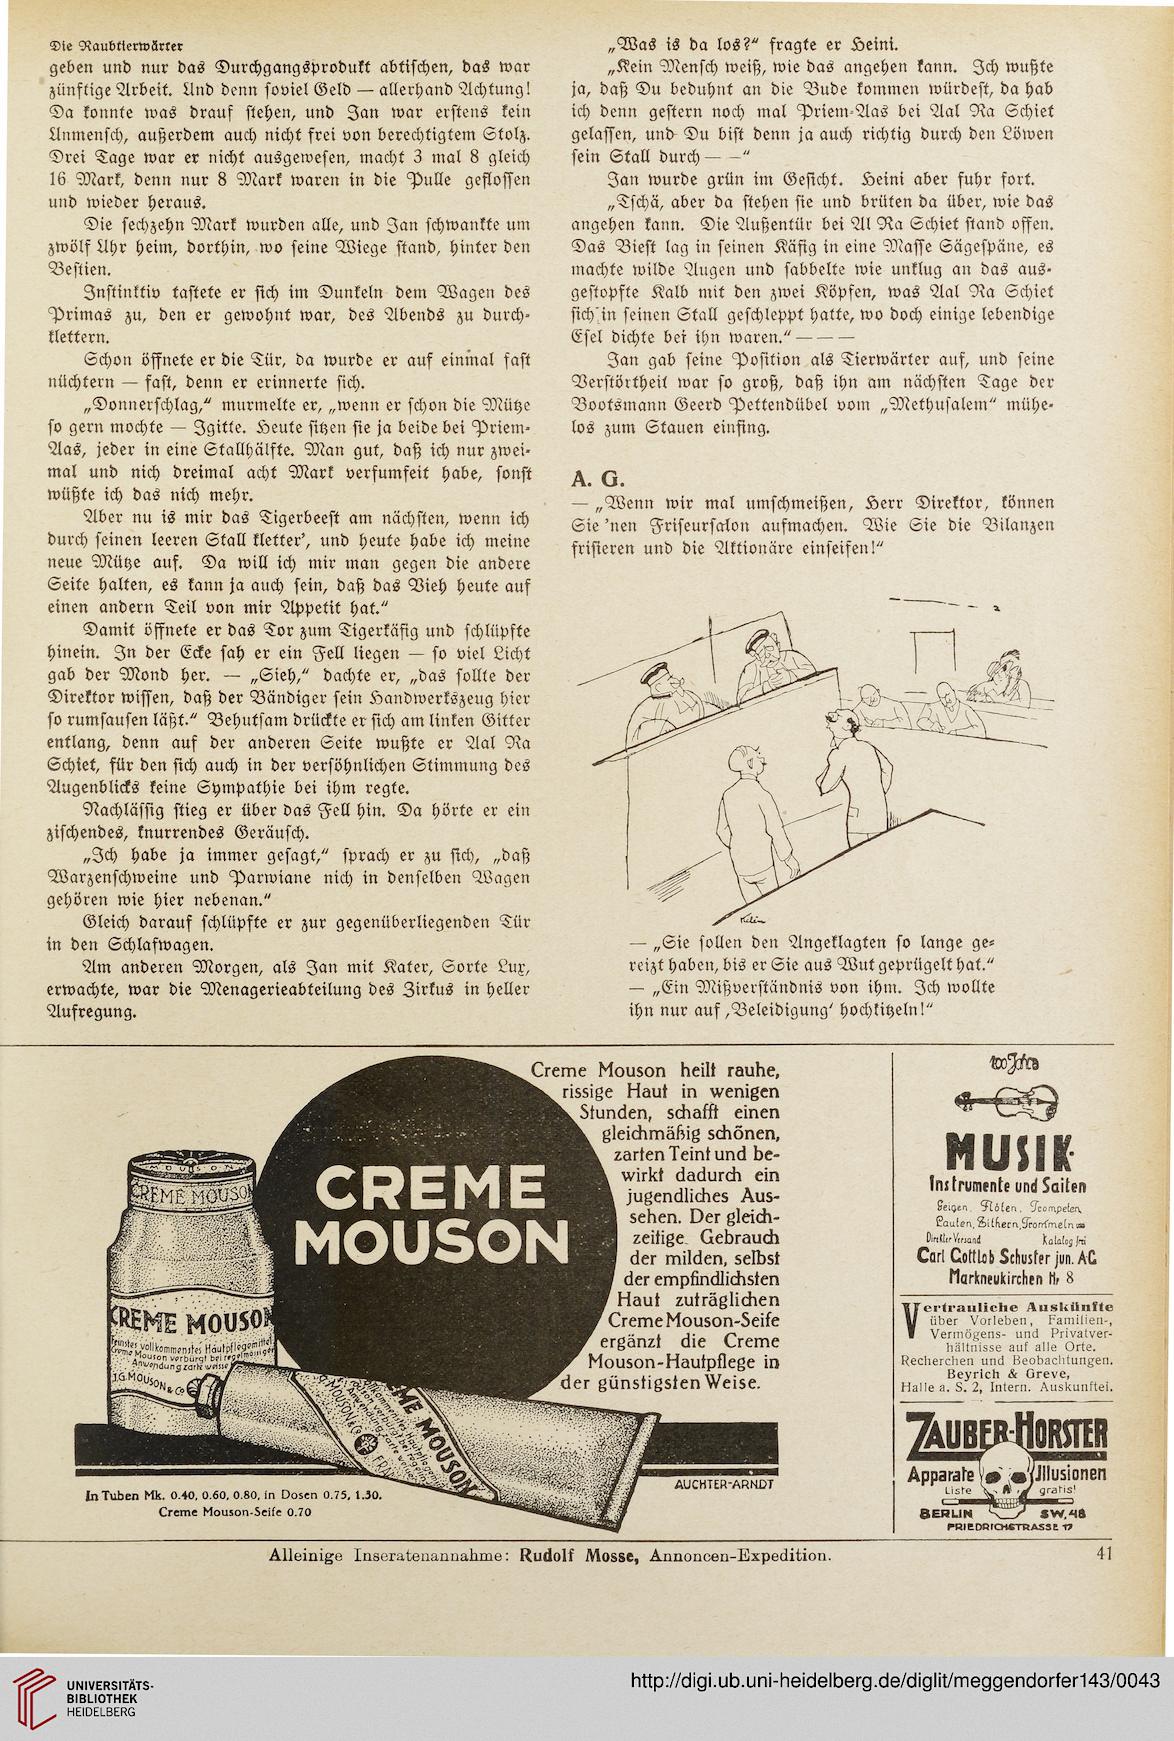 Die Raubtierwärter
geben und nur das Durchgangsprodukt abtischen, das war
zünftige Arbeit. Und denn soviel Geld — allerhand Achtung!
Da konnte was drauf stehen, und Jan war erstens kein
Unmensch, außerdem auch nicht frei von berechtigtem Stolz.
Drei Tage war er nicht ausgewesen, macht 3 mal 8 gleich
16 Mark, denn nur 8 Mark waren in die Pulle geflossen
und wieder heraus.
Die sechzehn Mark wurden alle, und Jan schwankte um
zwölf Uhr heim, dorthin, wo seine Wiege stand, hinter den
Bestien.
Instinktiv tastete er sich im Dunkeln dem Wagen des
Primas zu, den er gewohnt war, des Abends zu durch-
klettern.
Schon öffnete er die Tür, da wurde er auf einmal fast
nüchtern — fast, denn er erinnerte sich.
„Donnerschlag,“ murmelte er, „wenn er schon die Mütze
so gern mochte — Igitte. Heute sitzen sie ja beide bei Priem-
Aas, jeder in eine Stallhälfte. Man gut, daß ich nur zwei-
mal und nich dreimal acht Mark versumfeit habe, sonst
wüßte ich das nich mehr.
Aber nu is mir das Tigerbeest am nächsten, wenn ich
durch seinen leeren Stall kletter', und heute habe ich meine
neue Mütze auf. Da will ich mir man gegen die andere
Seite halten, es kann ja auch sein, daß das Vieh heute auf
einen andern Teil von mir Appetit hat.“
Damit öffnete er das Tor zum Tigerkäfig und schlüpfte
hinein. In der Ecke sah er ein Fell liegen — so viel Licht
gab der Mond her. — „Sieh,“ dachte er, „das sollte der
Direktor wissen, daß der Bändiger sein Handwerkszeug hier
so rumsausen läßt.“ Behutsam drückte er sich am linken Gitter
entlang, denn auf der anderen Seite wußte er Aal Ra
Schiet, für den sich auch in der versöhnlichen Stimmung des
Augenblicks keine Sympathie bei ihm regte.
Nachlässig stieg er über das Fell hin. Da hörte er ein
zischendes, knurrendes Geräusch.
„Ich habe ja immer gesagt,“ sprach er zu sich, „daß
Warzenschweine und Parwiane nich in denselben Wagen
gehören wie hier nebenan.“
Gleich darauf schlüpfte er zur gegenüberliegenden Tür
in den Schlafwagen.
Am anderen Morgen, als Jan mit Kater, Sorte Lux,
erwachte, war die Menagerieabteilung des Zirkus in heller
Aufregung.
„Was is da los?“ fragte er Heini.
„Kein Mensch weiß, wie das angehen kann. Ich wußte
ja, daß Du beduhnt an die Bude kommen würdest, da hab
ich denn gestern noch mal Priem-Aas bei Aal Ra Schiet
gelassen, und Du bist denn ja auch richtig durch den Löwen
sein Stall durch — —“
Jan wurde grün im Gesicht. Heini aber fuhr fort.
„Tschä, aber da stehen sie und brüten da über, wie das
angehen kann. Die Außentür bei Al Ra Schiet stand offen.
Das Biest lag in seinen Käfig in eine Masse Sägespäne, es
machte wilde Augen und sabbelte wie unklug an das aus-
gestopfte Kalb mit den zwei Köpfen, was Aal Ra Schiet
sich in seinen Stall geschleppt hatte, wo doch einige lebendige
Esel dichte bei ihn waren.“ — — —
Jan gab seine Position als Tierwärter auf, und seine
Verstörtheit war so groß, daß ihn am nächsten Tage der
Bootsmann Geerd Pettendübel vom „Methusalem“ mühe-
los zum Stauen einfing.
A. G.
— „Wenn wir mal umschmeißen, Herr Direktor, können
Sie 'nen Friseursalon aufmachen. Wie Sie die Bilanzen
frisieren und die Aktionäre einseifen!“
— „Sie sollen den Angeklagten so lange ge-
reizt haben, bis er Sie aus Wut geprügelt hat.“
— „Ein Mißverständnis von ihm. Ich wollte
ihn nur auf ‚Beleidigung' hochkitzeln!“
Creme Mouson heilt rauhe,
rissige Haut in wenigen
Stunden, schafft einen
gleichmäßig schönen,
zarten Teint und be-
wirkt dadurch ein
jugendliches Aus-
sehen. Der gleich-
zeitige Gebrauch
der milden, selbst
der empfindlichsten
Haut zuträglichen
Creme Mouson-Seife
ergänzt die Creme
Mouson-Hautpflege in
der günstigsten Weise.
CREME
MOUSON
MOUSON
CREME MOUSON
CREME MOUSON
feinstes vollkommenstes Hautpflegemittel
Creme Mouson verbürgt bei regelmässiger
Anwendung zarte weisse
J.G. MOUSON & Co
CREME MOUSON
AUCHTER-ARNDT
In Tuben Mk. 0.40, 0.60, 0.80, in Dosen 0.75, 1.30.
Creme Mouson-Seife 0.70
100 Jahre
MUSIK-
Instrumente und Saiten
Geigen, Flöten, Trompeten,
Lauten, Zithern, Trommeln
Direkter Versand Katalog frei
Carl Gottlob Schuster jun. AG
Markneukirchen Nr 8
Vertrauliche Auskünfte
über Vorleben, Familien-,
Vermögens- und Privatver-
hältnisse auf alle Orte.
Recherchen und Beobachtungen.
Beyrich & Greve,
Halle a. S. 2, Intern. Auskunftei.
ZAUBER-HORSTER
Apparate Jllusionen
Liste gratis!
BERLIN SW. 48
FRIEDRICHSTRASSE 17
Alleinige Inseratenannahme: Rudolf Mosse, Annoncen-Expedition.
41
UNIVERSITÄTS-
BIBLIOTHEK
HEIDELBERG
http://digi.ub.uni-heidelberg.de/diglit/meggendorfer143/0043